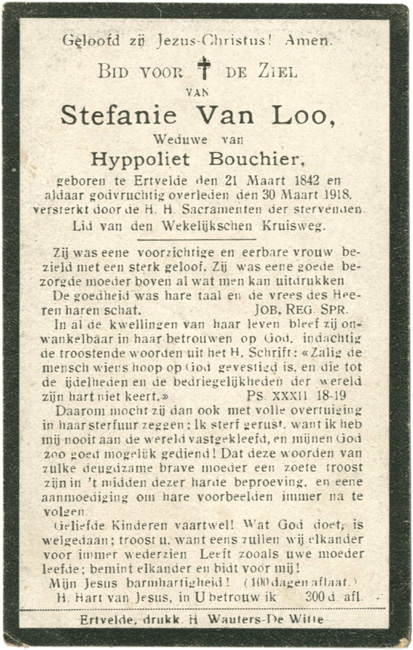 Geloofd zij Jezus-Christus! Amen.
BID VOOR ✝ DE ZIEL
VAN
Stefanie Van Loo,
Weduwe van
Hyppoliet Bouchier,
geboren te Ertvelde den 21 Maart 1842 en
aldaar godvruchtig overleden den 30 Maart 1918,
versterkt door de H. H. Sacramenten der stervenden.
Lid van den Wekelijkschen Kruisweg.
Zij was eene voorzichtige en eerbare vrouw be-
zield met een sterk geloof. Zij was eene goede be-
zorgde moeder boven al wat men kan uitdrukken
De goedheid was hare taal en de vrees des Hee-
ren haren schat. JOB, REG SPR.
In al de kwellingen van haar leven bleef zij on-
wankelbaar in haar betrouwen op God, indachtig
de troostende woorden uit het H. Schrift: «Zalig de
mensch wiens hoop op God gevestigd is, en die tot
de ijdelheden en de bedriegelijkheden der wereld
zijn hart niet keert.» PS XXXII 18-19
Daarom mocht zij dan ook met volle overtuiging
in haar sterfuur zeggen: Ik sterf gerust, want ik heb
mij nooit aan de wereld vastgekleefd, en mijnen God
zoo goed mogelijk gediend! Dat deze woorden van
zulke deugdzame brave moeder een zoete troost
zijn in 't midden dezer harde beproeving, en eene
aanmoediging om hare voorbeelden immer na te
volgen.
Geliefde Kinderen vaartwel! Wat God doet, is
welgedaan; troost u, want eens zullen wij elkander
voor immer wederzien Leeft zooals uwe moeder
leefde; bemint elkander en bidt voor mij!
Mijn Jesus barmhartigheid! (100 dagen aflaat.)
H. Hart van Jesus, in U betrouw ik 300 d. afl.
Ertvelde, drukk. H. Wauters-De Witte